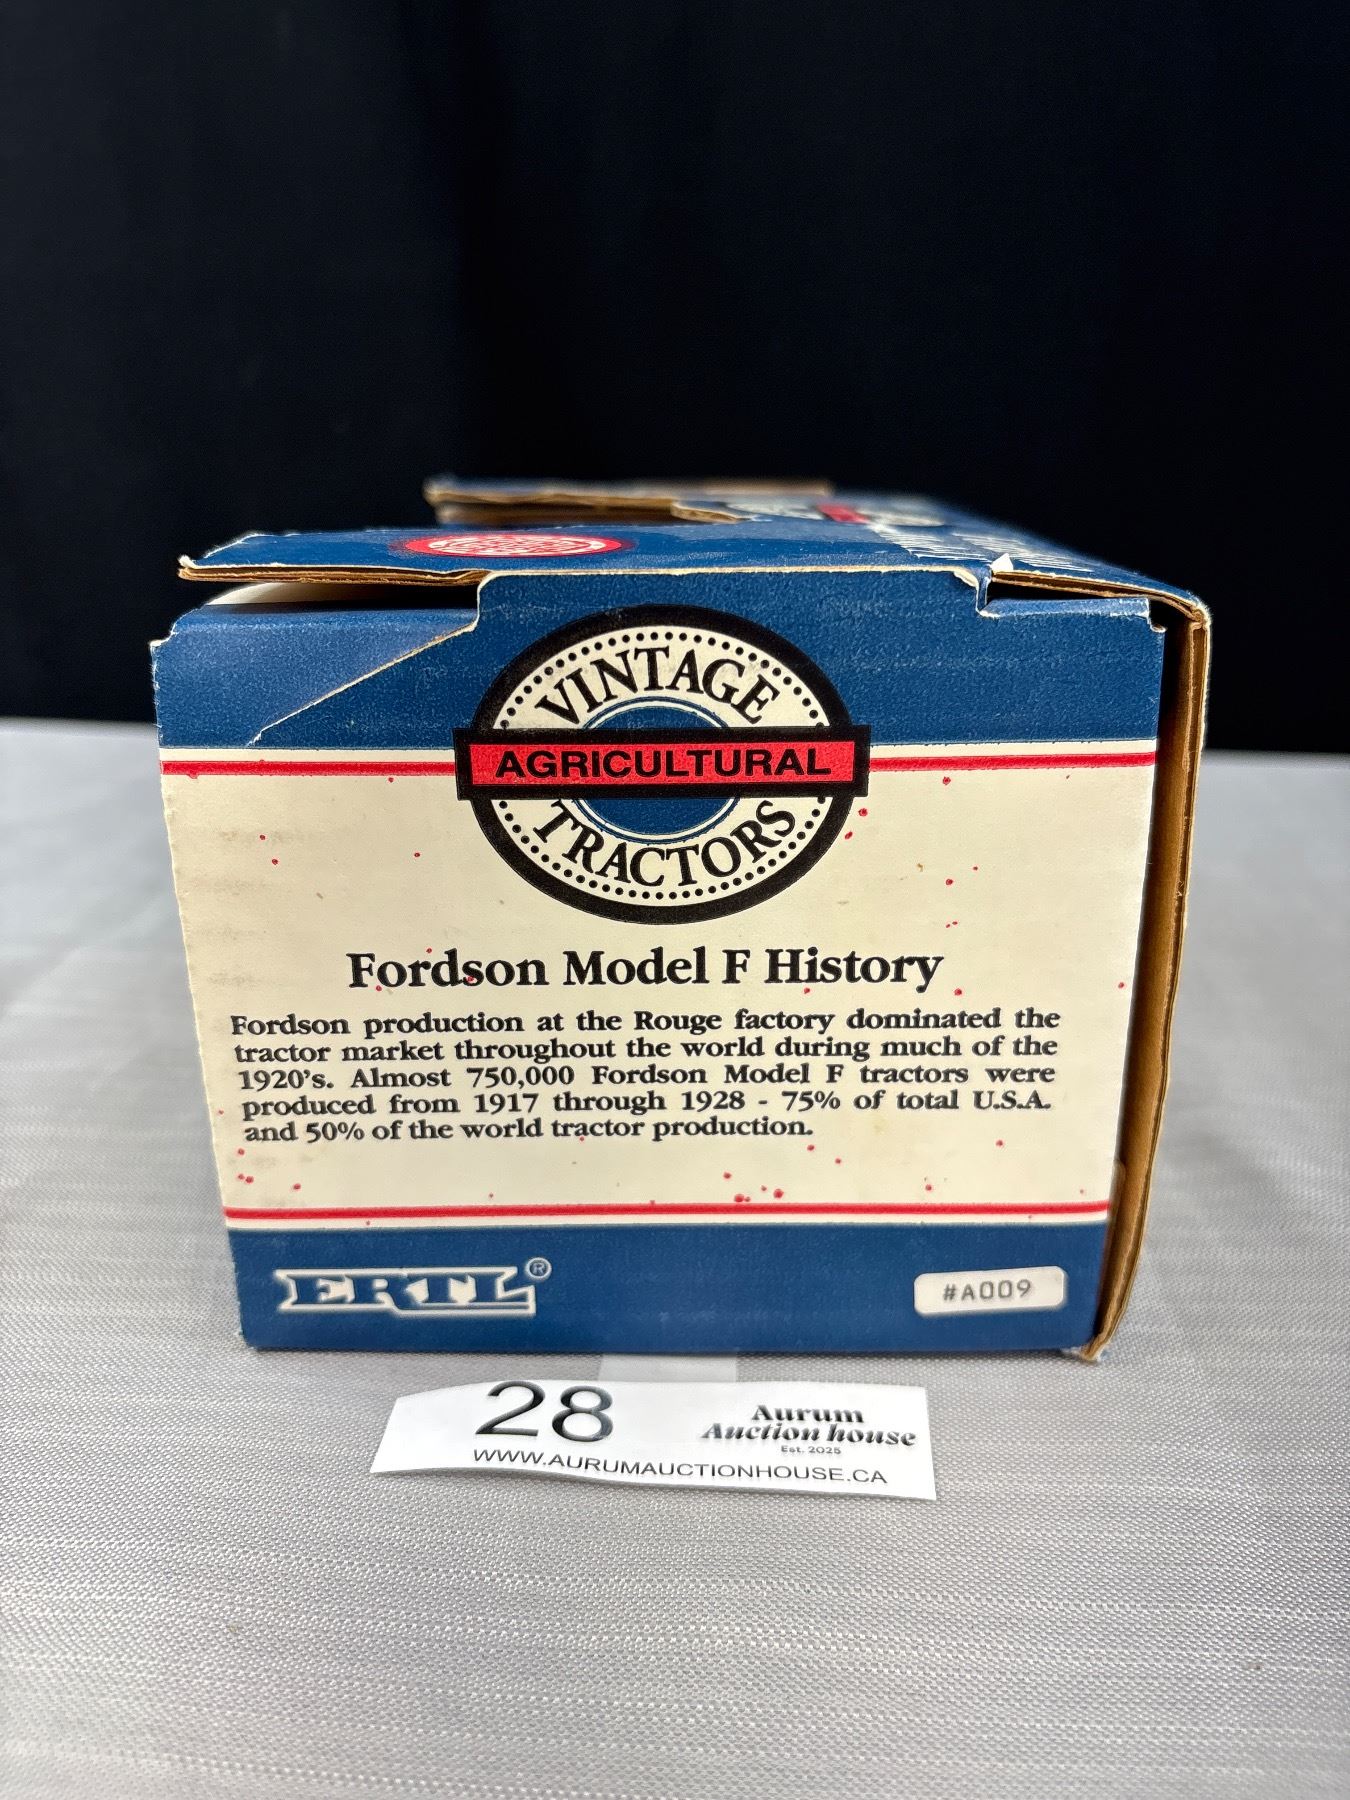 VINTAGE
AGRICULTURAL
TRACTORS
Fordson Model F History
Fordson production at the Rouge factory dominated the
tractor market throughout the world during much of the
1920's. Almost 750,000 Fordson Model F tractors were
produced from 1917 through 1928 - 75% of total U.S.A.
and 50% of the world tractor production.
ERTL®
#A009
28
Aurum
Auction house
Est. 2025
WWW.AURUMAUCTIONHOUSE.CA